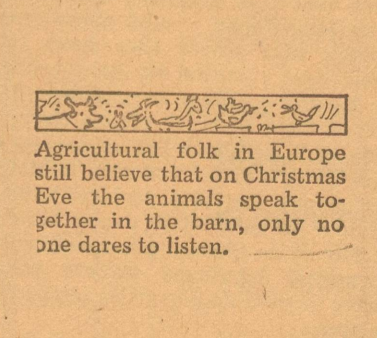 Agricultural folk in Europe
still believe that on Christmas
Eve the animals speak to-
gether in the barn, only no
one dares to listen.